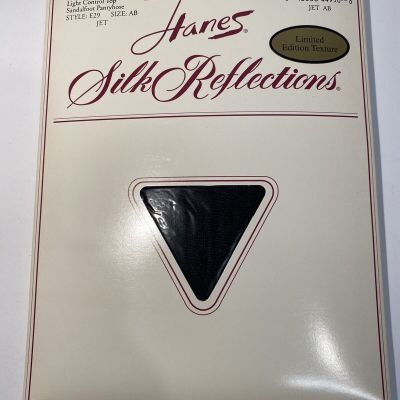 Light Control Top
Sandalfoot Pantyhose
STYLE: E29 SIZE: AB
JET
JET AB
Hanes®
Limited
Edition Texture
Silk Reflections®